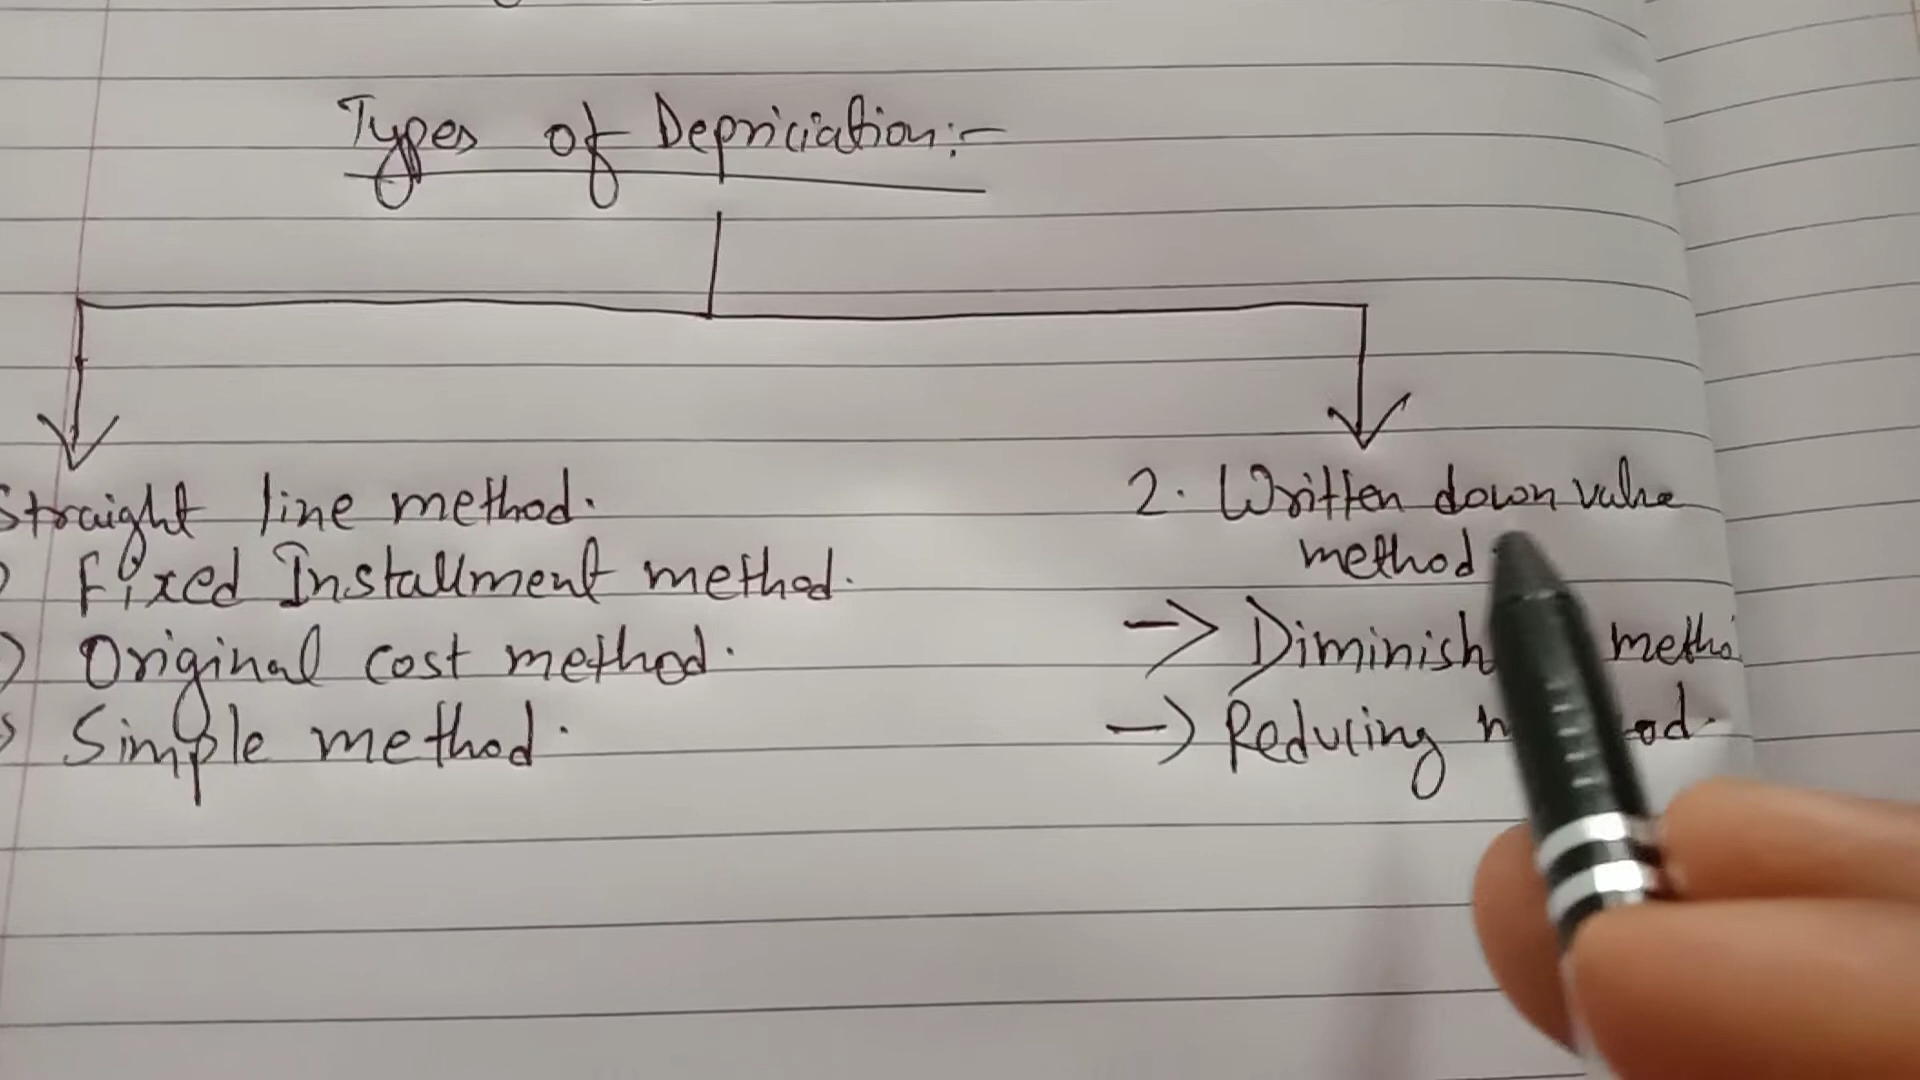 Types of Depriciation:-
Straight line method.
Fixed Installment method.
Original cost method.
Simple method.
2. Written down value
method
-> Diminish
-> Reducing